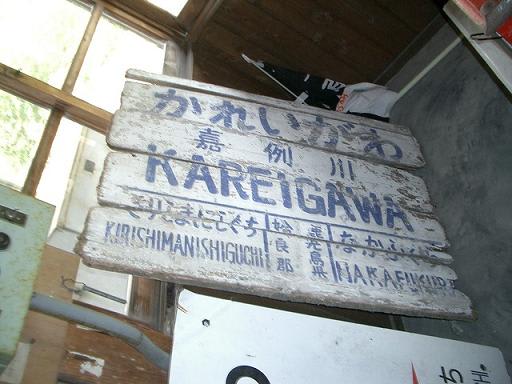 かれいがわ
嘉例川
KAREIGAWA
きりしまにしぐち 姶良郡 鹿児島県 なかふくら
KIRISHIMANISHIGUCHI NAKAFUKURA